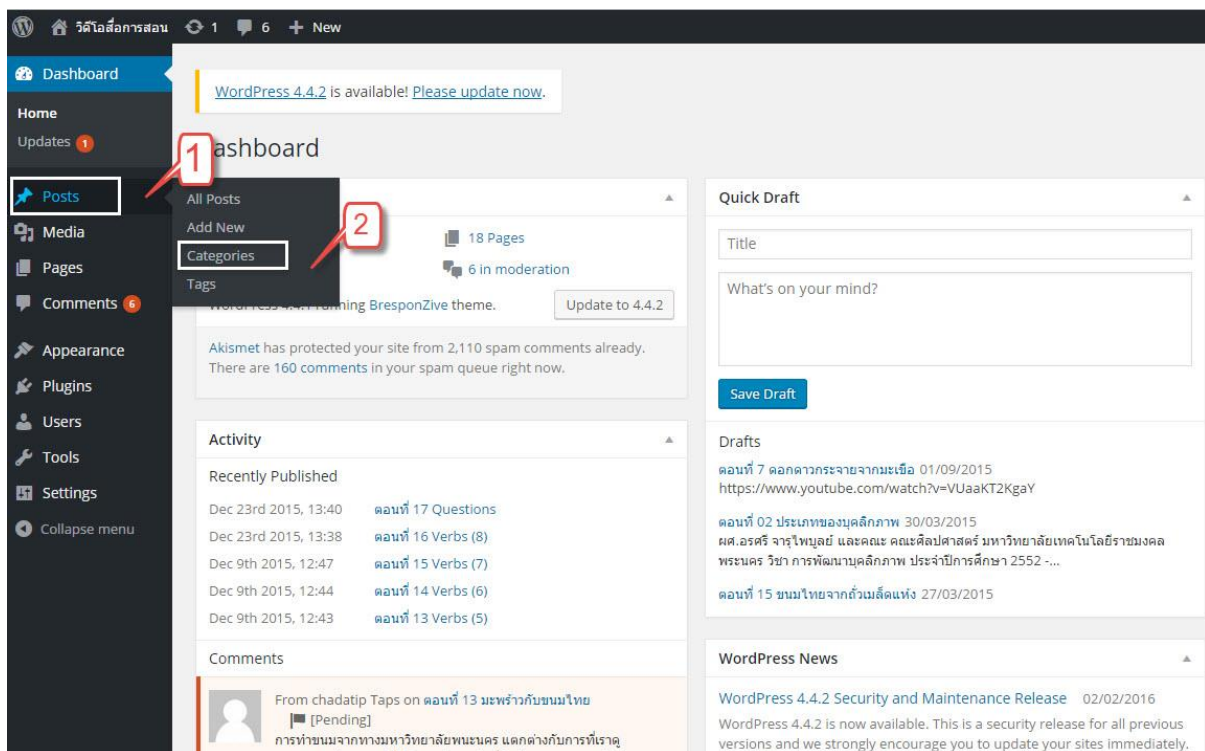 วิดีโอสื่อการสอน 1 6 + New
Dashboard
Home
Updates 1
Posts
Media
Pages
Comments 6
Appearance
Plugins
Users
Tools
Settings
Collapse menu
1
All Posts
Add New
Categories
Tags
2
WordPress 4.4.2 is available! Please update now.
ashboard
18 Pages
6 in moderation
WordPress 4.4.1 running BresponZive theme. Update to 4.4.2
Akismet has protected your site from 2,110 spam comments already.
There are 160 comments in your spam queue right now.
Activity
Recently Published
Dec 23rd 2015, 13:40 ตอนที่ 17 Questions
Dec 23rd 2015, 13:38 ตอนที่ 16 Verbs (8)
Dec 9th 2015, 12:47 ตอนที่ 15 Verbs (7)
Dec 9th 2015, 12:44 ตอนที่ 14 Verbs (6)
Dec 9th 2015, 12:43 ตอนที่ 13 Verbs (5)
Comments
From chadatip Taps on ตอนที่ 13 มะพร้าวกับขนมไทย
[Pending]
การทำขนมจากทางมหาวิทยาลัยพนะนคร แตกต่างกับการที่เราดู
Quick Draft
Title
What's on your mind?
Save Draft
Drafts
ตอนที่ 7 ดอกดาวกระจายจากมะเขือ 01/09/2015
https://www.youtube.com/watch?v=VUaaKT2KgaY
ตอนที่ 02 ประเภทของบุคลิกภาพ 30/03/2015
ผศ.อรศรี จารุไพบูลย์ และคณะ คณะศิลปศาสตร์ มหาวิทยาลัยเทคโนโลยีราชมงคล
พระนคร วิชา การพัฒนาบุคลิกภาพ ประจำปีการศึกษา 2552 -...
ตอนที่ 15 ขนมไทยจากถั่วเมล็ดแห้ง 27/03/2015
WordPress News
WordPress 4.4.2 Security and Maintenance Release 02/02/2016
WordPress 4.4.2 is now available. This is a security release for all previous
versions and we strongly encourage you to update your sites immediately.